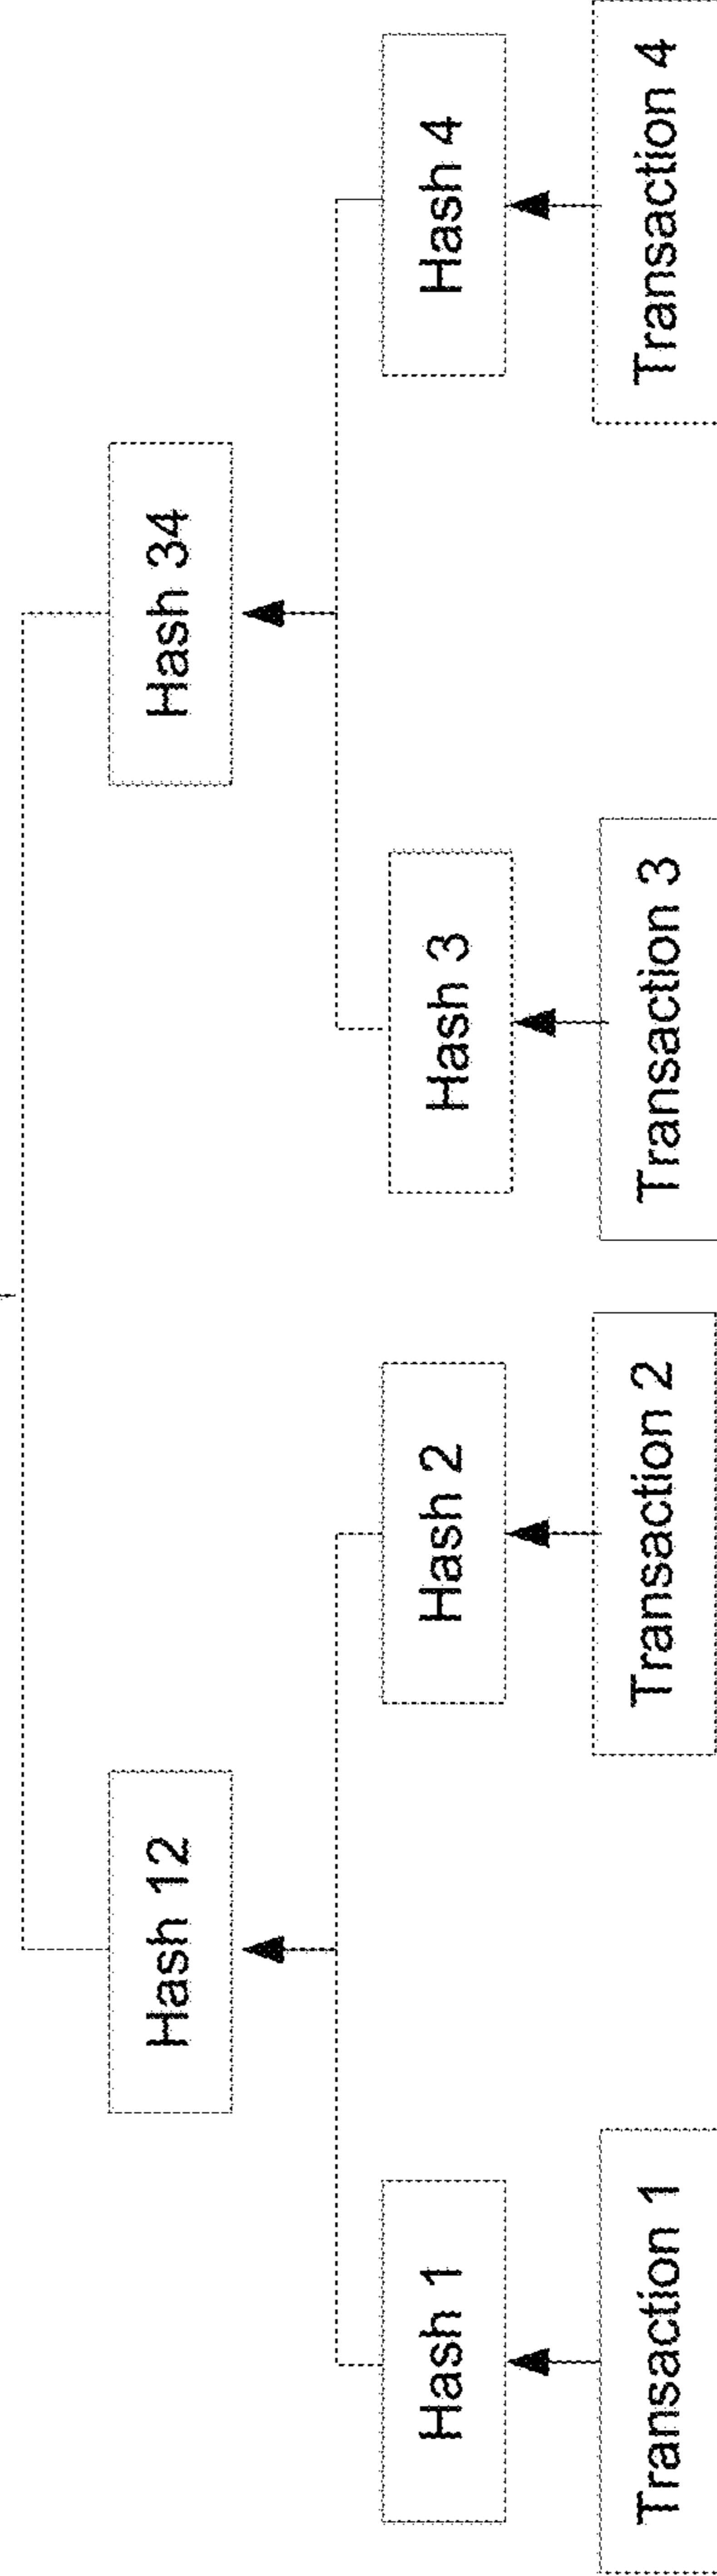 Hash 12
Hash 34
Hash 1
Hash 2
Hash 3
Hash 4
Transaction 1
Transaction 2
Transaction 3
Transaction 4